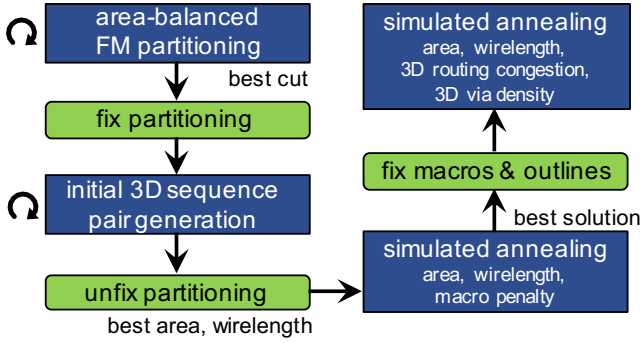 area-balanced
FM partitioning
best cut
fix partitioning
initial 3D sequence
pair generation
unfix partitioning
best area, wirelength
simulated annealing
area, wirelength,
3D routing congestion,
3D via density
fix macros & outlines
best solution
simulated annealing
area, wirelength,
macro penalty